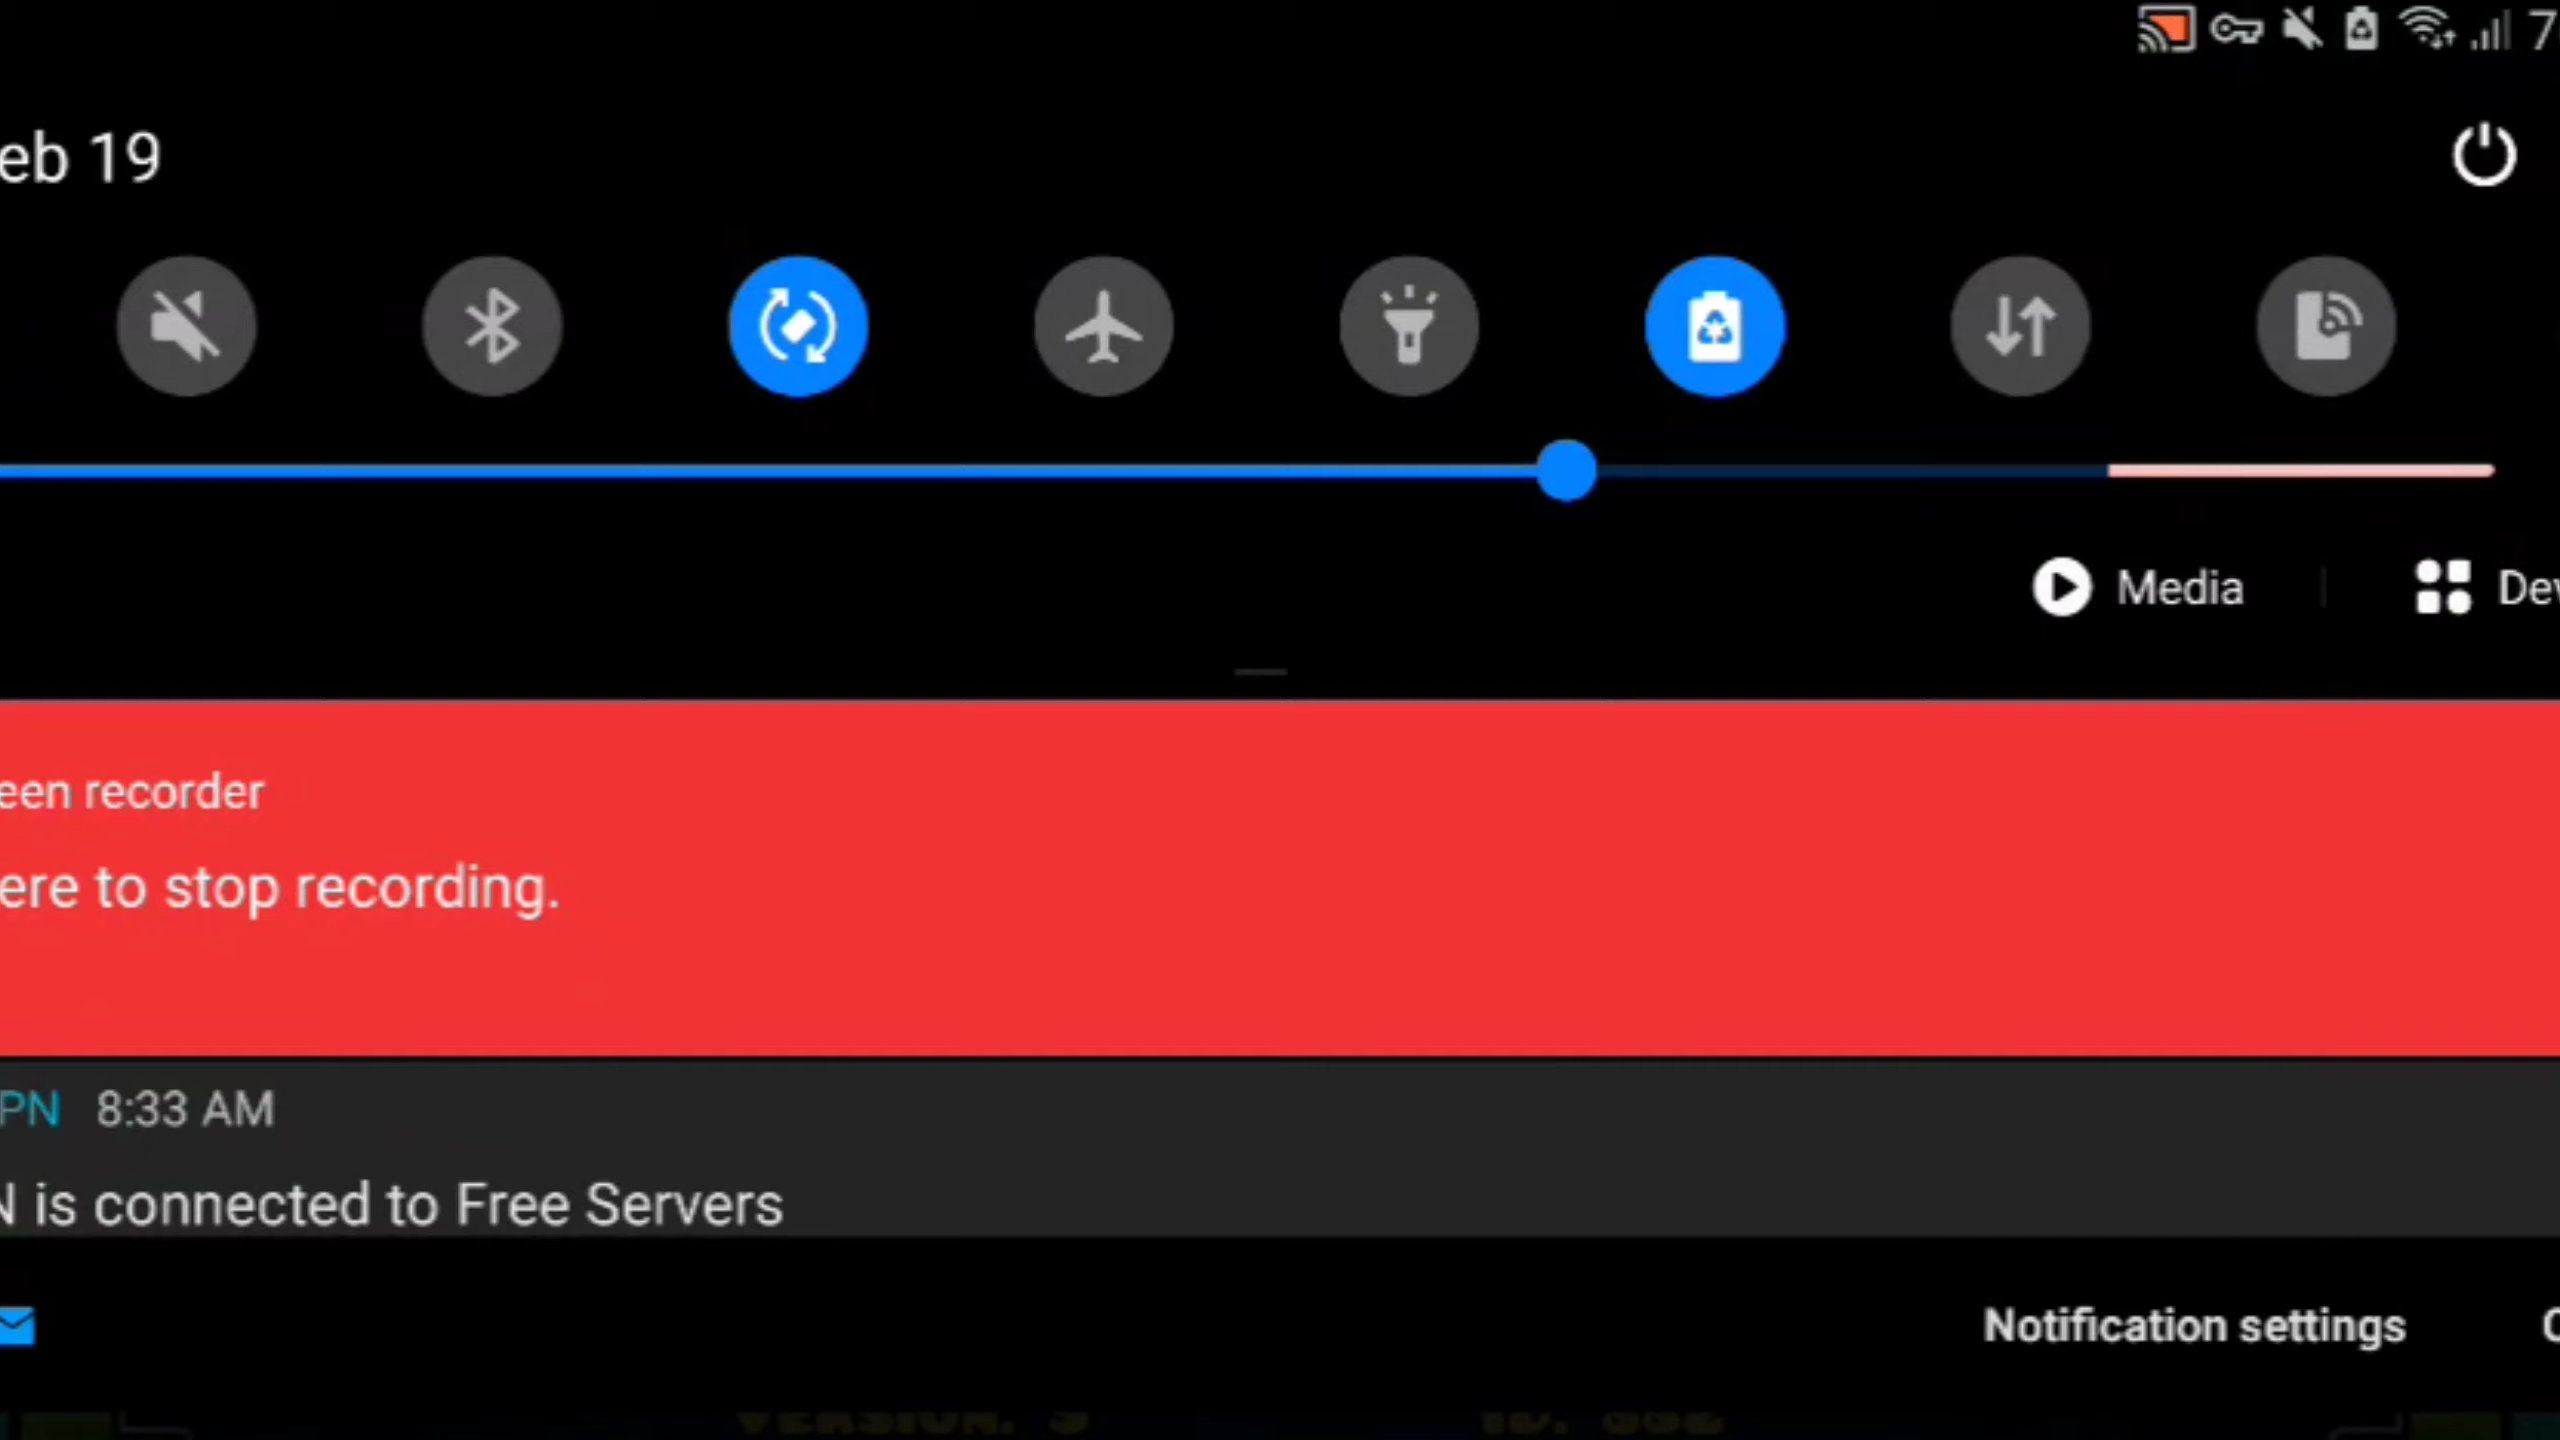 eb 19
Media
een recorder
ere to stop recording.
PN 8:33 AM
N is connected to Free Servers
Notification settings